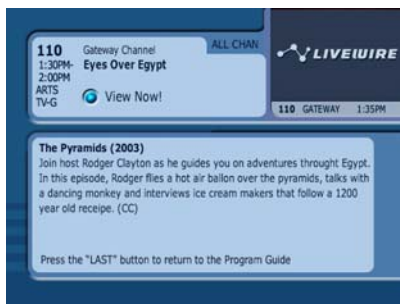 110 Gateway Channel
ALL CHAN
1:30PM- Eyes Over Egypt
2:00PM
ARTS
TV-G
View Now!
LIVEWIRE
110 GATEWAY 1:35PM
The Pyramids (2003)
Join host Rodger Clayton as he guides you on adventures throught Egypt.
In this episode, Rodger flies a hot air ballon over the pyramids, talks with
a dancing monkey and interviews ice cream makers that follow a 1200
year old receipe. (CC)
Press the "LAST" button to return to the Program Guide